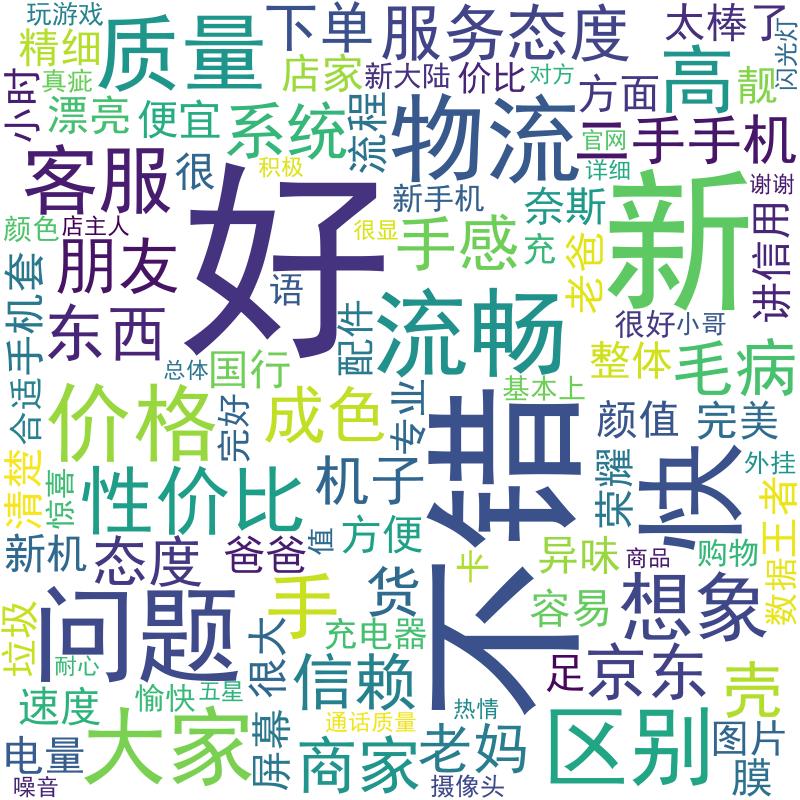 玩游戏
质量
下单
服务态度
太棒了
闪光灯
精细
店家
新大陆
价比
对方
方面
高
靓
小时
真疵
漂亮
便宜
系统
流程
物流
官网
二手手机
客服
很
积极
新手机
详细
奈斯
谢谢
颜色
店主人
好
很显
手感
充
老爸
新
讲信用
朋友
语
合适
手机套
东西
配件
流畅
很好
小哥
总体
国行
整体
毛病
价格
完好
成色
专业
基本上
不错
颜值
完美
清楚
惊喜
性价比
机子
荣耀
快
外挂
数据
王者
新机
态度
爸爸
值
方便
卡
异味
商品
购物
问题
手
货
容易
想象
垃圾
耐心
充电器
很大
信赖
足
京东
壳
速度
愉快
五星
通话质量
热情
区别
图片
电量
大家
屏幕
商家
老妈
膜
噪音
摄像头